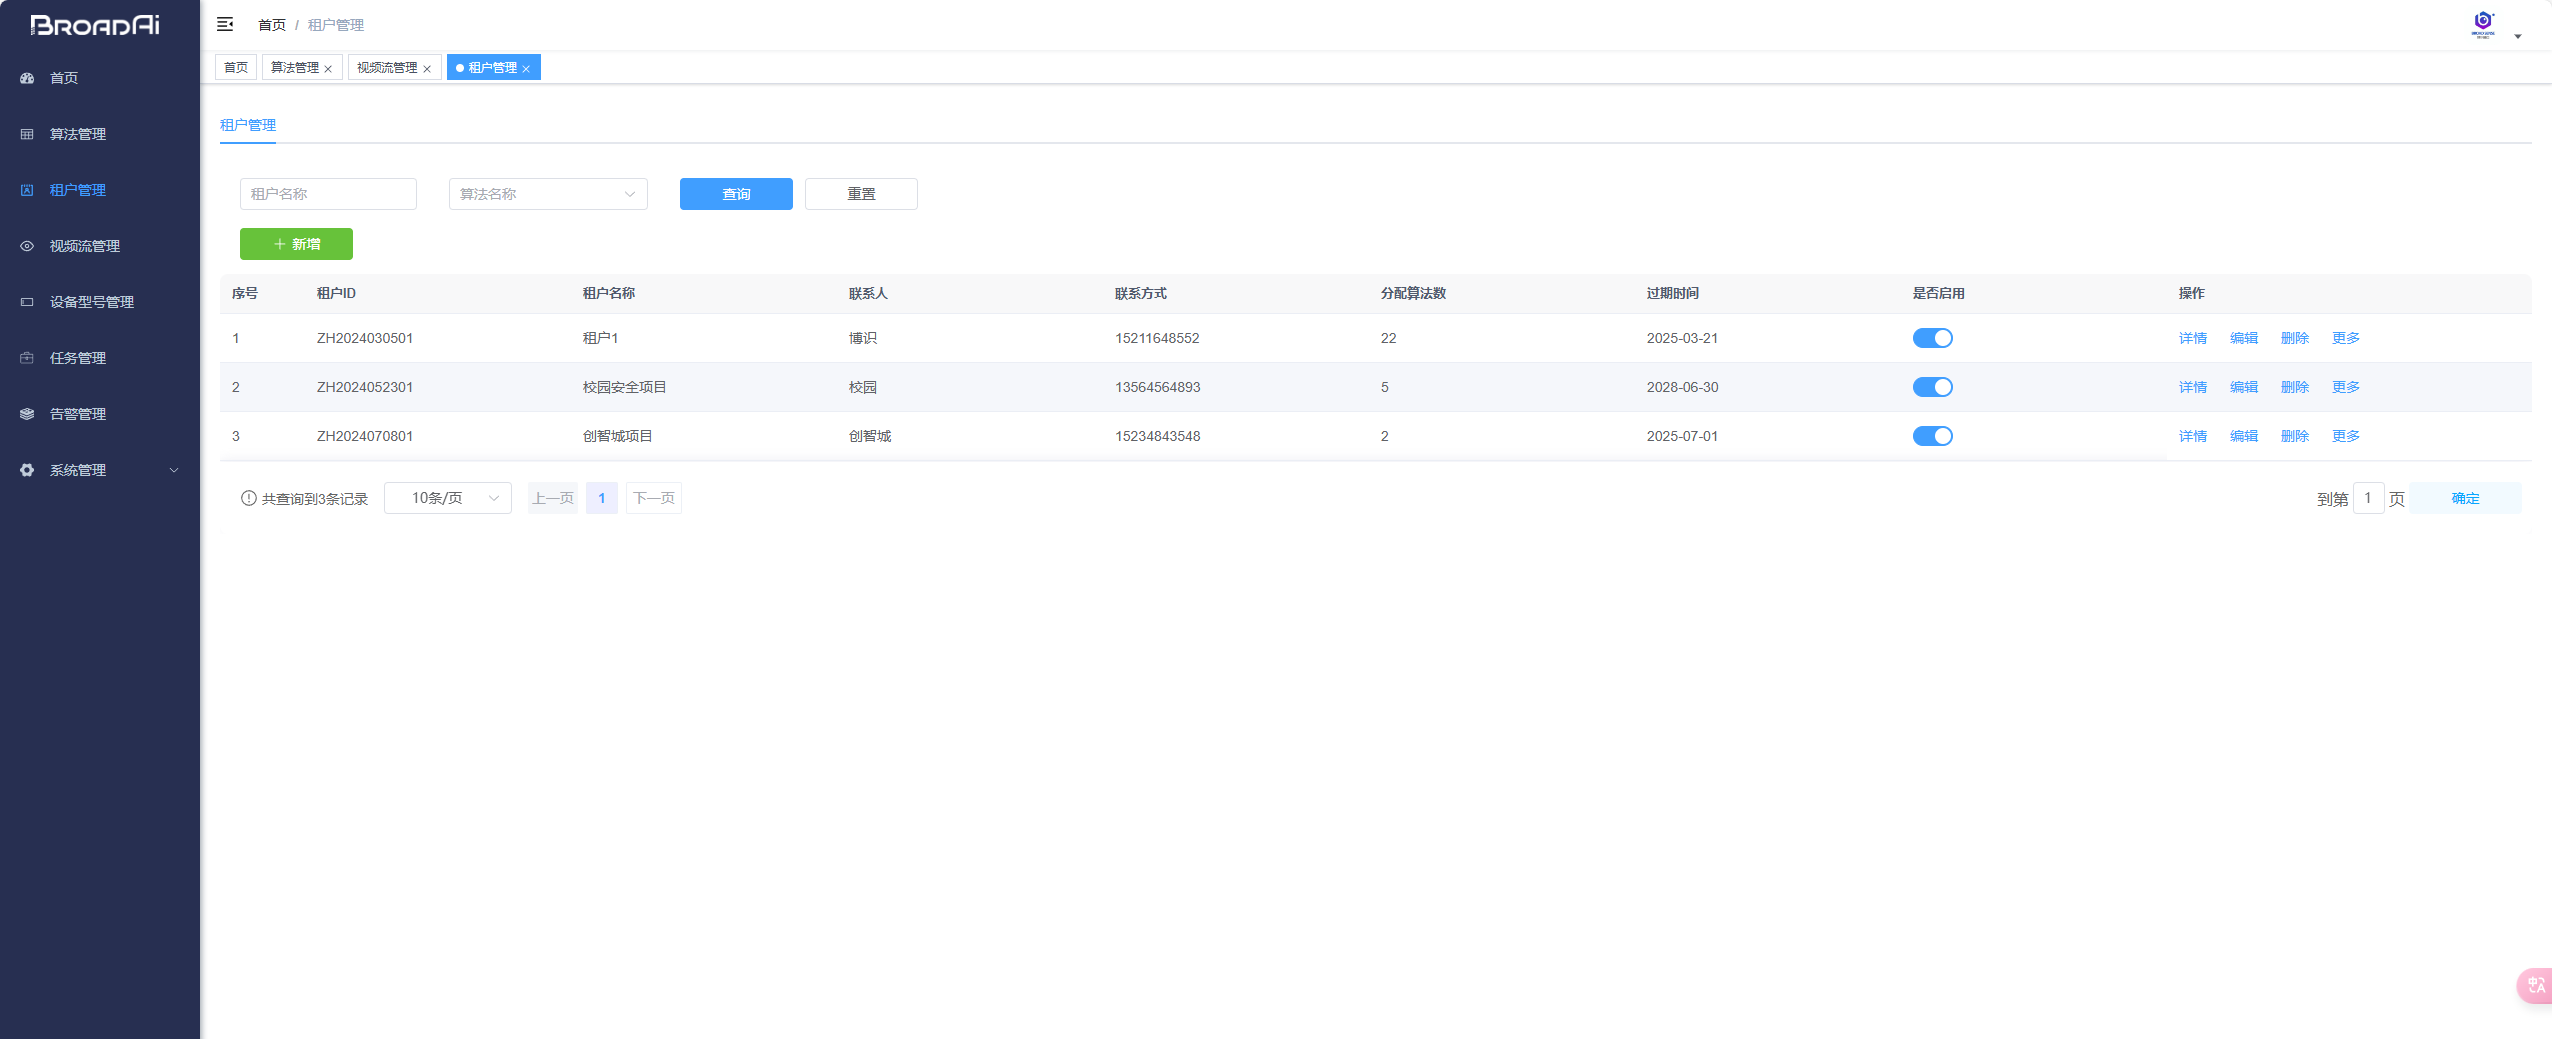 BROADAI
首页 / 租户管理
首页 算法管理 × 视频流管理 × 租户管理 ×
首页
算法管理
租户管理
视频流管理
设备型号管理
任务管理
告警管理
系统管理
租户管理
租户名称 算法名称 查询 重置
+ 新增
序号 租户ID 租户名称 联系人 联系方式 分配算法数 过期时间 是否启用 操作
1 ZH2024030501 租户1 博识 15211648552 22 2025-03-21 详情 编辑 删除 更多
2 ZH2024052301 校园安全项目 校园 13564564893 5 2028-06-30 详情 编辑 删除 更多
3 ZH2024070801 创智城项目 创智城 15234843548 2 2025-07-01 详情 编辑 删除 更多
共查询到3条记录 10条/页 上一页 1 下一页 到第 1 页 确定